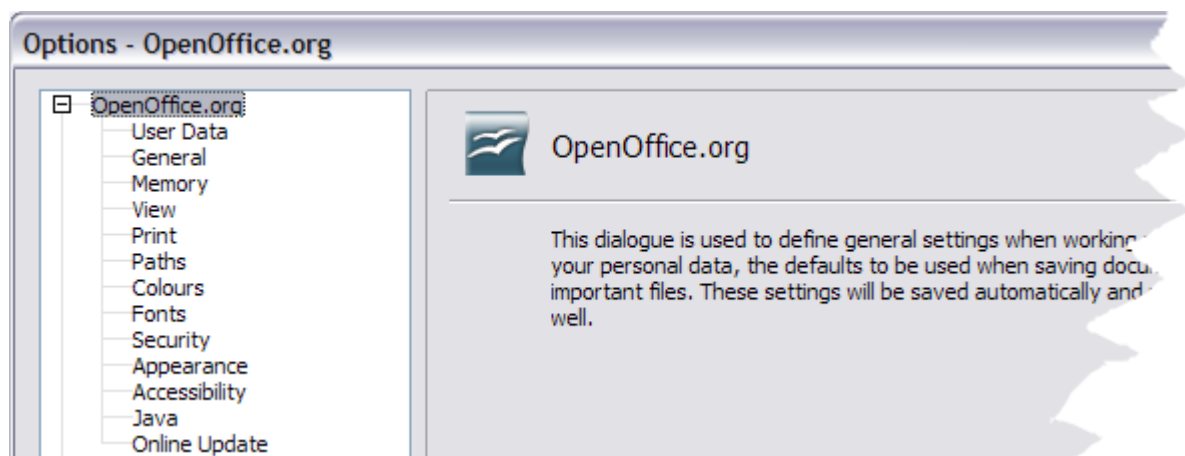 Options - OpenOffice.org
OpenOffice.org
User Data
General
Memory
View
Print
Paths
Colours
Fonts
Security
Appearance
Accessibility
Java
Online Update
OpenOffice.org
This dialogue is used to define general settings when working
your personal data, the defaults to be used when saving
important files. These settings will be saved automatically and
well.